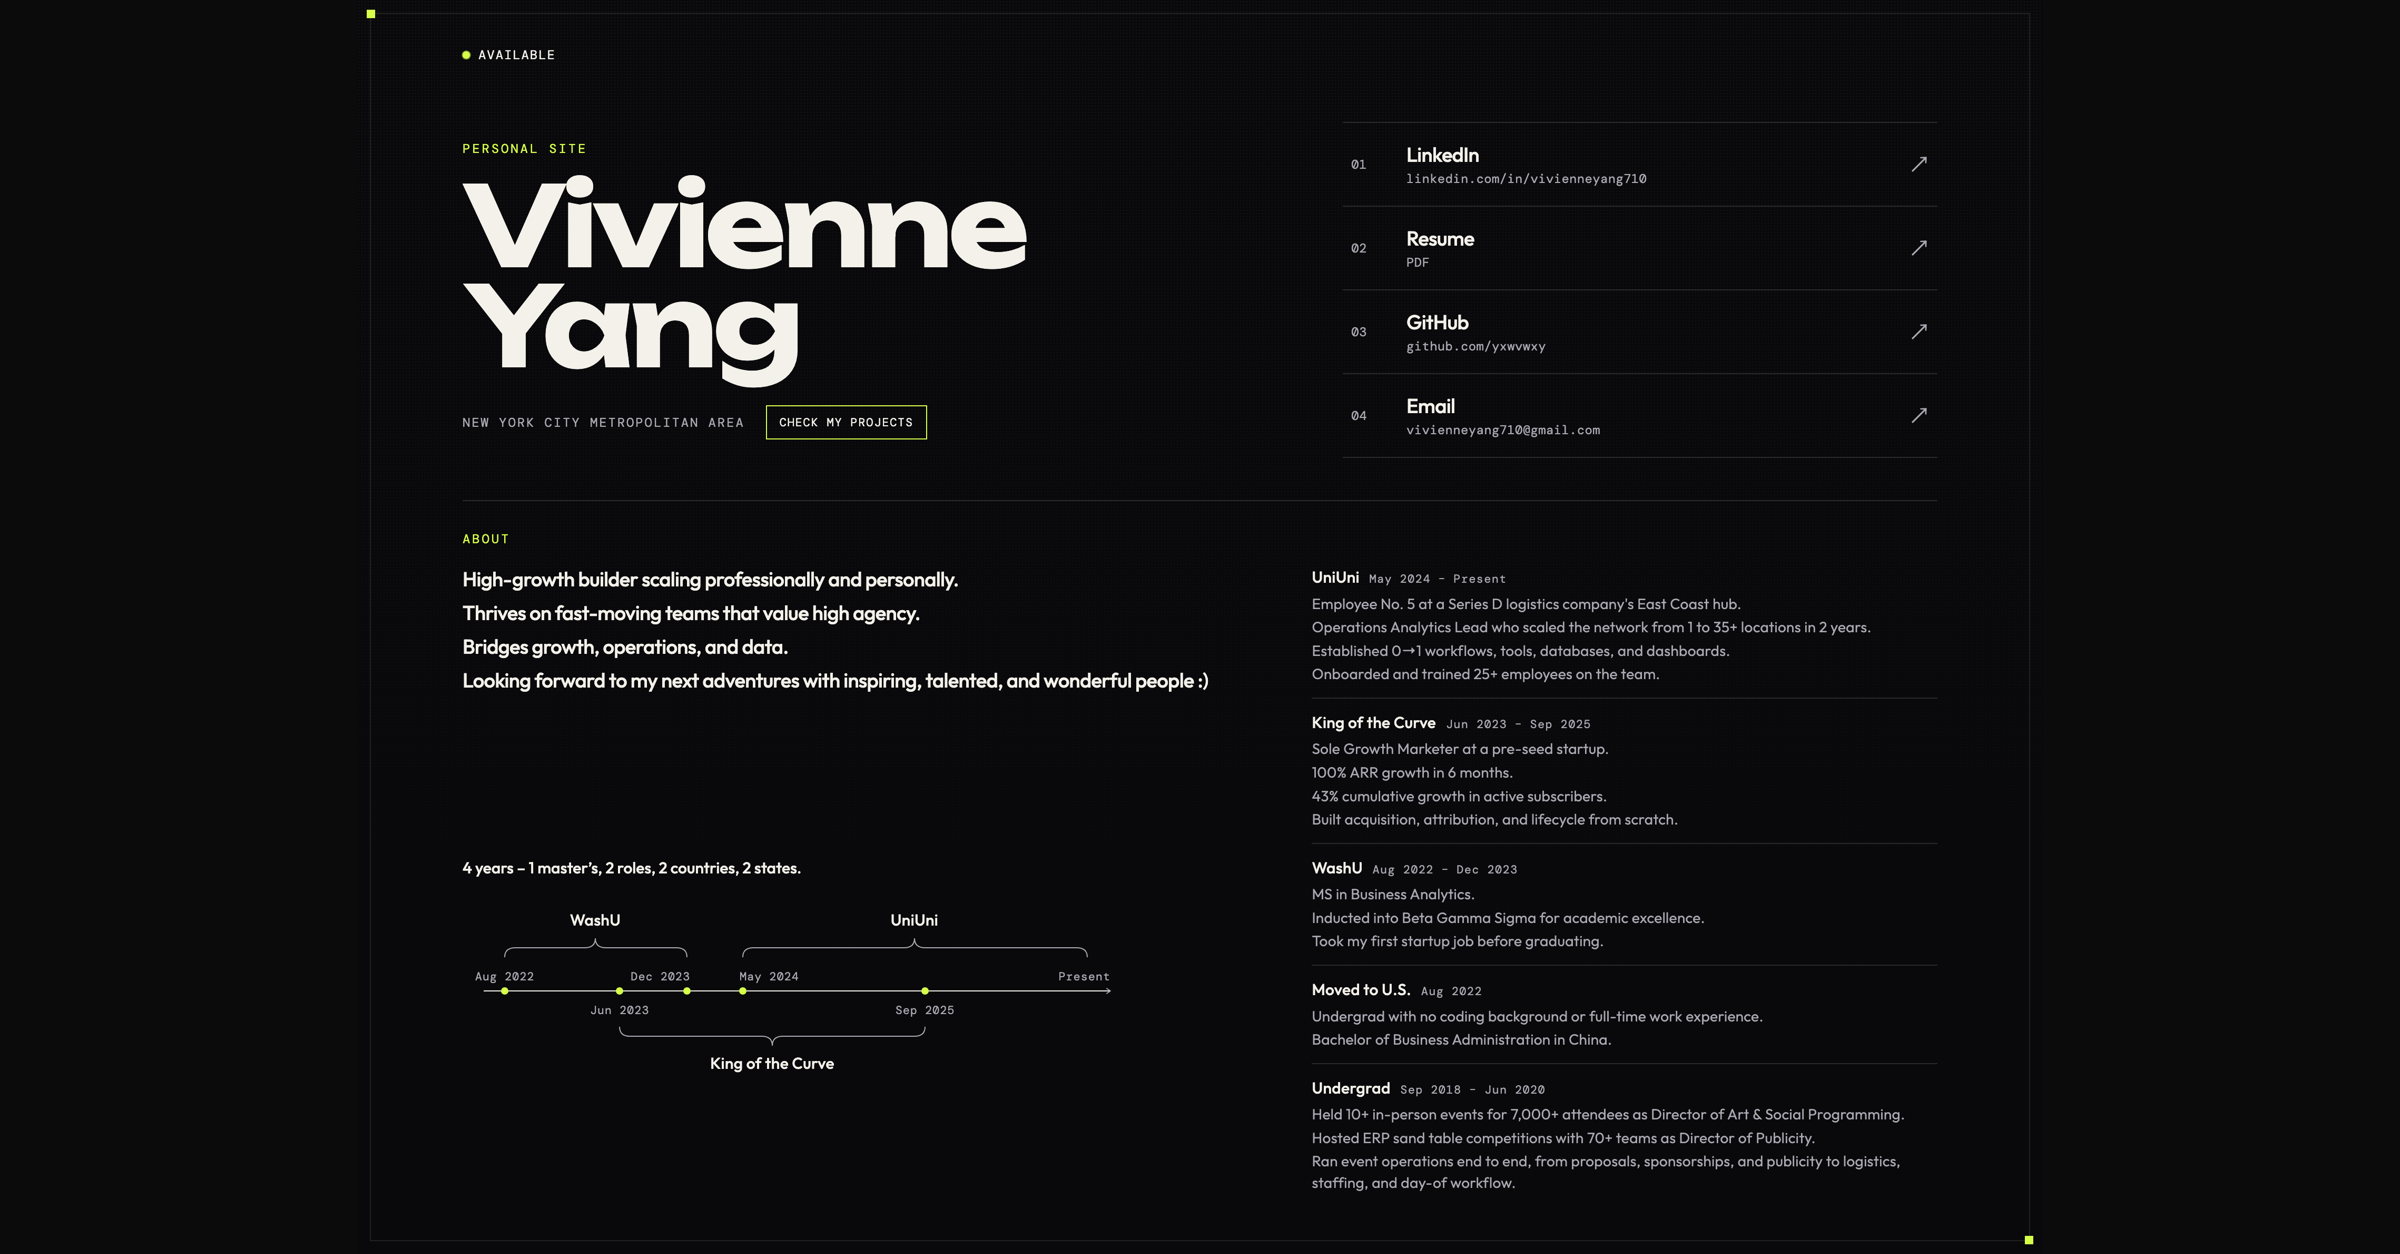 AVAILABLE
PERSONAL SITE
Vivienne
Yang
NEW YORK CITY METROPOLITAN AREA
CHECK MY PROJECTS
01
LinkedIn
linkedin.com/in/vivienneyang710
02
Resume
PDF
03
GitHub
github.com/yxwvwxy
04
Email
vivienneyang710@gmail.com
ABOUT
High-growth builder scaling professionally and personally.
Thrives on fast-moving teams that value high agency.
Bridges growth, operations, and data.
Looking forward to my next adventures with inspiring, talented, and wonderful people :)
4 years – 1 master’s, 2 roles, 2 countries, 2 states.
WashU
UniUni
Aug 2022
Dec 2023
May 2024
Present
Jun 2023
Sep 2025
King of the Curve
UniUni May 2024 – Present
Employee No. 5 at a Series D logistics company's East Coast hub.
Operations Analytics Lead who scaled the network from 1 to 35+ locations in 2 years.
Established 0→1 workflows, tools, databases, and dashboards.
Onboarded and trained 25+ employees on the team.
King of the Curve Jun 2023 – Sep 2025
Sole Growth Marketer at a pre-seed startup.
100% ARR growth in 6 months.
43% cumulative growth in active subscribers.
Built acquisition, attribution, and lifecycle from scratch.
WashU Aug 2022 – Dec 2023
MS in Business Analytics.
Inducted into Beta Gamma Sigma for academic excellence.
Took my first startup job before graduating.
Moved to U.S. Aug 2022
Undergrad with no coding background or full-time work experience.
Bachelor of Business Administration in China.
Undergrad Sep 2018 – Jun 2020
Held 10+ in-person events for 7,000+ attendees as Director of Art & Social Programming.
Hosted ERP sand table competitions with 70+ teams as Director of Publicity.
Ran event operations end to end, from proposals, sponsorships, and publicity to logistics,
staffing, and day-of workflow.